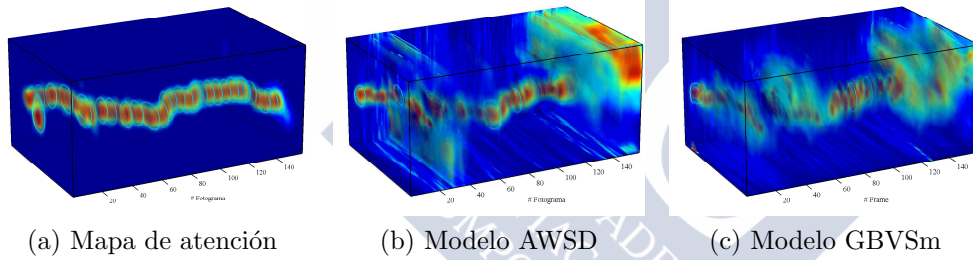 20 40 60 80 100 120 140
# Fotograma
20 40 60 80 100 120 140
# Fotograma
20 40 60 80 100 120 140
# Frame
(a) Mapa de atención
(b) Modelo AWSD
(c) Modelo GBVSm